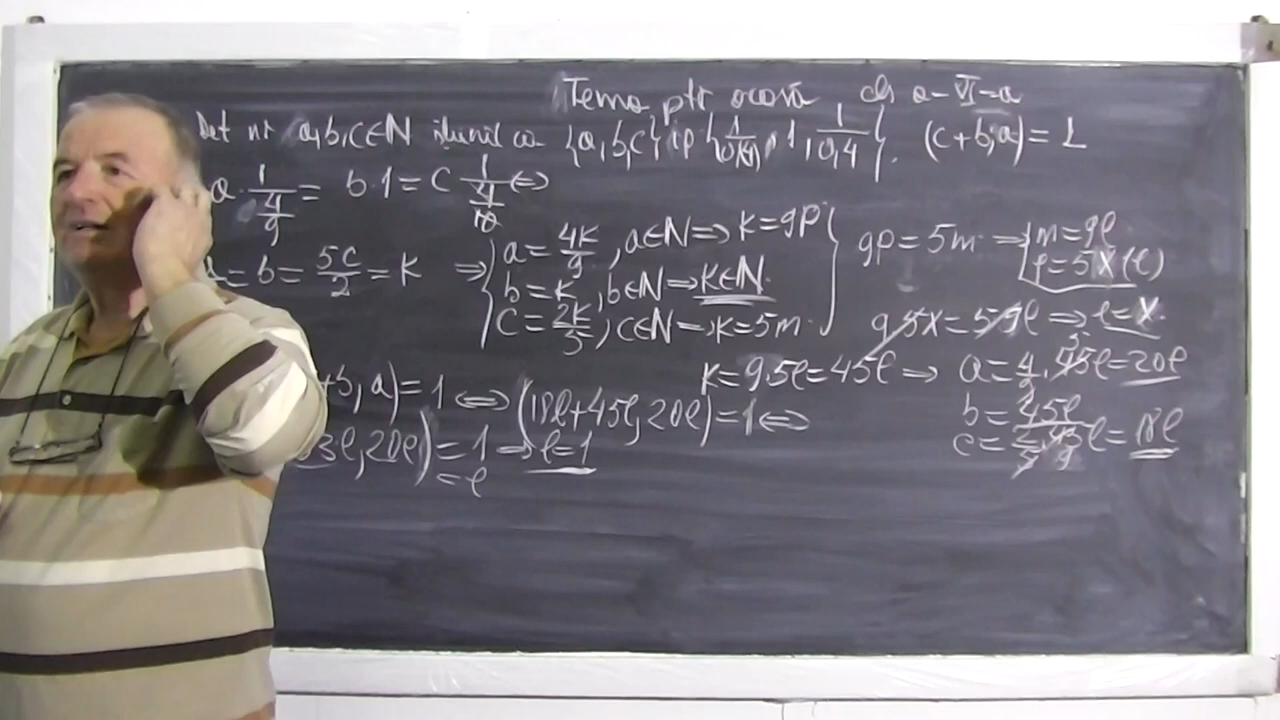 Tema ptr acasă cls a-VI-a
Det nr a,b,c∈N {a,b,c} ip {1/0,(4), 1, 1/0,4}. (c+b,a)=1
a·1/(4/9) = b·1 = c 1/(4/10) ⇔
= b = 5c/2 = K ⇒ { a = 4K/9, a∈N ⇒ K=9p
b = K, b∈N ⇒ K∈N
c = 2K/5, c∈N ⇒ K=5m }
9p = 5m ⇒ { m=9l
p=5X(l)
9·5X = 5·9l ⇒ l=X
K=9·5l=45l ⇒ a = 4/9·45l = 20l
b = 45l
c = 2/5·45l = 18l
+b, a)=1 ⇔ (18l+45l, 20l)=1 ⇔
3l, 20l) = 1 ⇒ l=1
= l